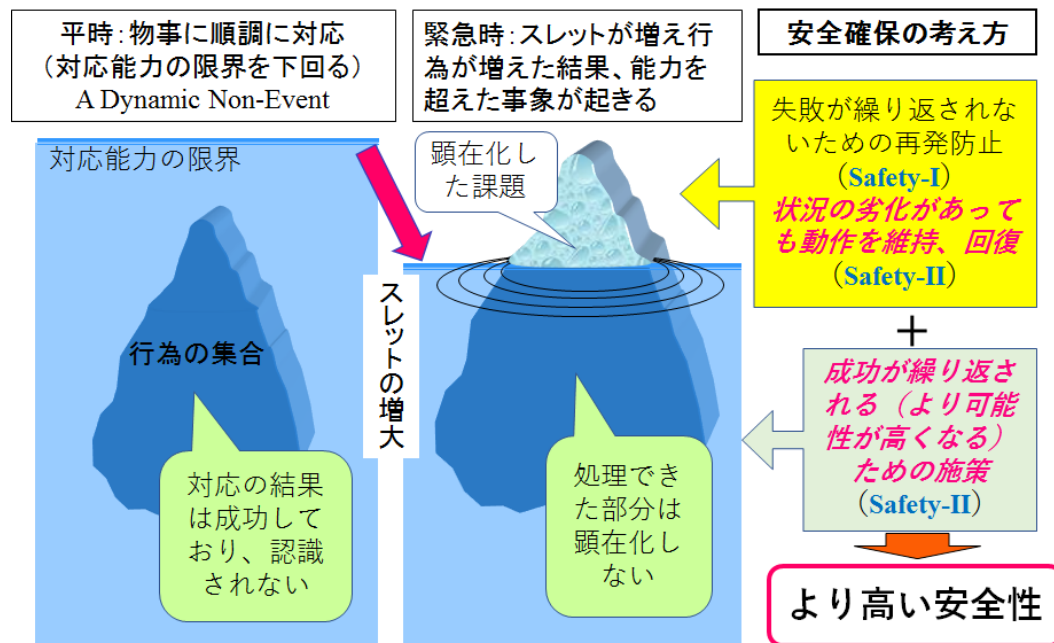 平時：物事に順調に対応
（対応能力の限界を下回る）
A Dynamic Non-Event
緊急時：スレットが増え行
為が増えた結果、能力を
超えた事象が起きる
安全確保の考え方
対応能力の限界
行為の集合
対応の結果
は成功して
おり、認識
されない
スレットの増大
顕在化し
た課題
処理でき
た部分は
顕在化し
ない
失敗が繰り返されな
いための再発防止
（Safety-I）
状況の劣化があって
も動作を維持、回復
（Safety-II）
＋
成功が繰り返さ
れる（より可能
性が高くなる）
ための施策
（Safety-II）
より高い安全性